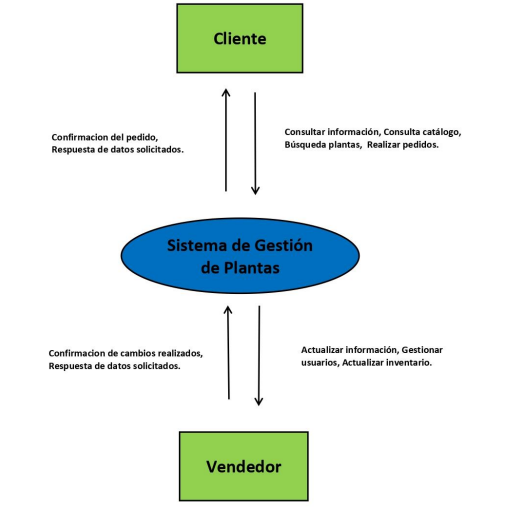 Cliente
Confirmacion del pedido,
Respuesta de datos solicitados.
Consultar información, Consulta catálogo,
Búsqueda plantas, Realizar pedidos.
Sistema de Gestión
de Plantas
Confirmacion de cambios realizados,
Respuesta de datos solicitados.
Actualizar información, Gestionar
usuarios, Actualizar inventario.
Vendedor